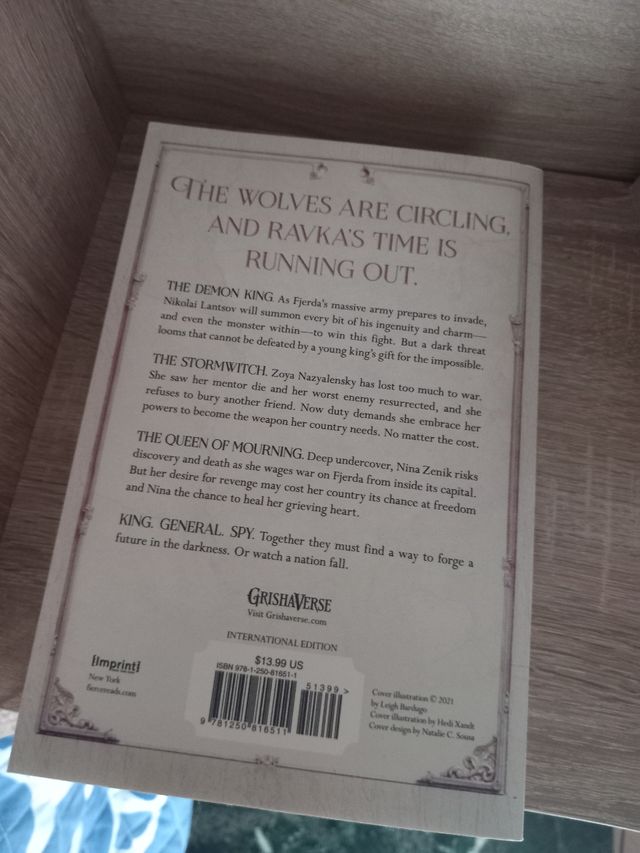 THE WOLVES ARE CIRCLING,
AND RAVKA'S TIME IS
RUNNING OUT.
THE DEMON KING. As Fjerda's massive army prepares to invade,
Nikolai Lantsov will summon every bit of his ingenuity and charm—
and even the monster within—to win this fight. But a dark threat
looms that cannot be defeated by a young king's gift for the impossible.
THE STORMWITCH. Zoya Nazyalensky has lost too much to war.
She saw her mentor die and her worst enemy resurrected, and she
refuses to bury another friend. Now duty demands she embrace her
powers to become the weapon her country needs. No matter the cost.
THE QUEEN OF MOURNING. Deep undercover, Nina Zenik risks
discovery and death as she wages war on Fjerda from inside its capital.
But her desire for revenge may cost her country its chance at freedom
and Nina the chance to heal her grieving heart.
KING. GENERAL. SPY. Together they must find a way to forge a
future in the darkness. Or watch a nation fall.
GRISHAVERSE
Visit Grishaverse.com
INTERNATIONAL EDITION
[Imprint]
New York
fiercereads.com
$13.99 US
ISBN 978-1-250-81651-1
51399>
9 781250 816511
Cover illustration © 2021
by Leigh Bardugo
Cover illustration by Hedi Xandt
Cover design by Natalie C. Sousa